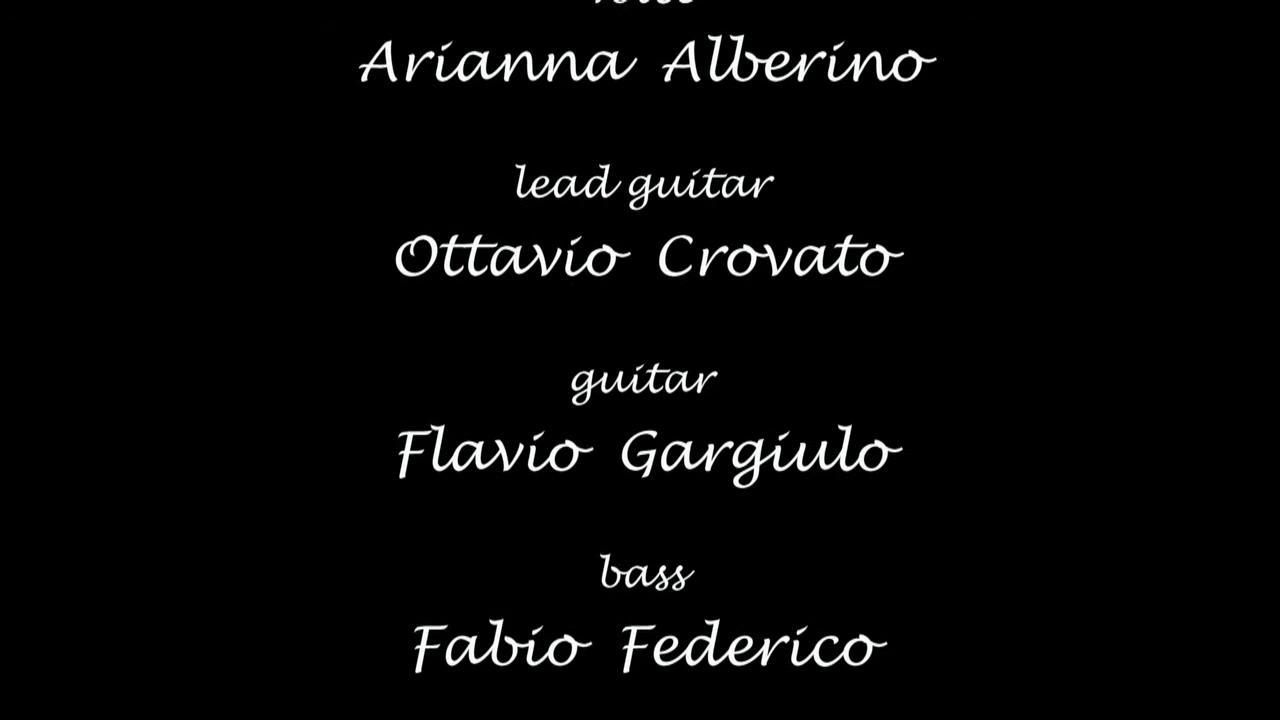 Arianna Alberino
lead guitar
Ottavio Crovato
guitar
Flavio Gargiulo
bass
Fabio Federico